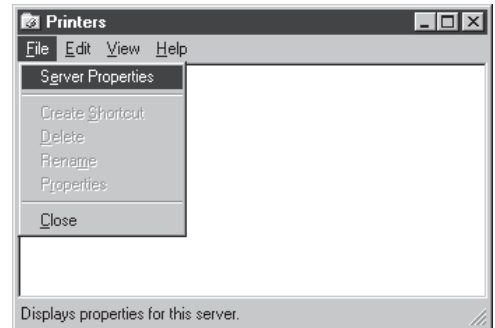 Printers
File Edit View Help
Server Properties
Create Shortcut
Delete
Rename
Properties
Close
Displays properties for this server.